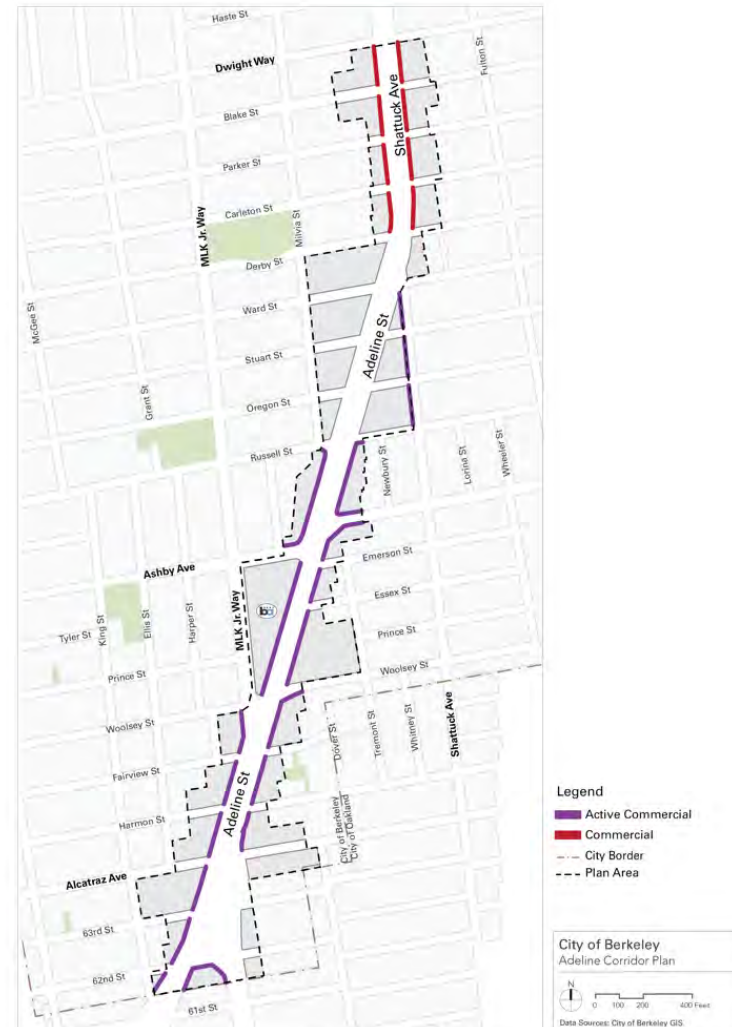 Haste St
Dwight Way
Fulton St
Shattuck Ave
Blake St
Parker St
Carleton St
MLK Jr. Way
Milvia St
Derby St
McGee St
Ward St
Adeline St
Stuart St
Grant St
Oregon St
Russell St
Newbury St
Lorina St
Wheeler St
Ashby Ave
Emerson St
Essex St
MLK Jr. Way
King St
Ellis St
Harper St
Tyler St
Prince St
Prince St
Woolsey St
Woolsey St
Dover St
Tremont St
Whitney St
Shattuck Ave
Fairview St
Adeline St
Harmon St
City of Berkeley
City of Oakland
Alcatraz Ave
63rd St
62nd St
61st St
Legend
Active Commercial
Commercial
City Border
Plan Area
City of Berkeley
Adeline Corridor Plan
N
0 100 200 400 Feet
Data Sources: City of Berkeley GIS